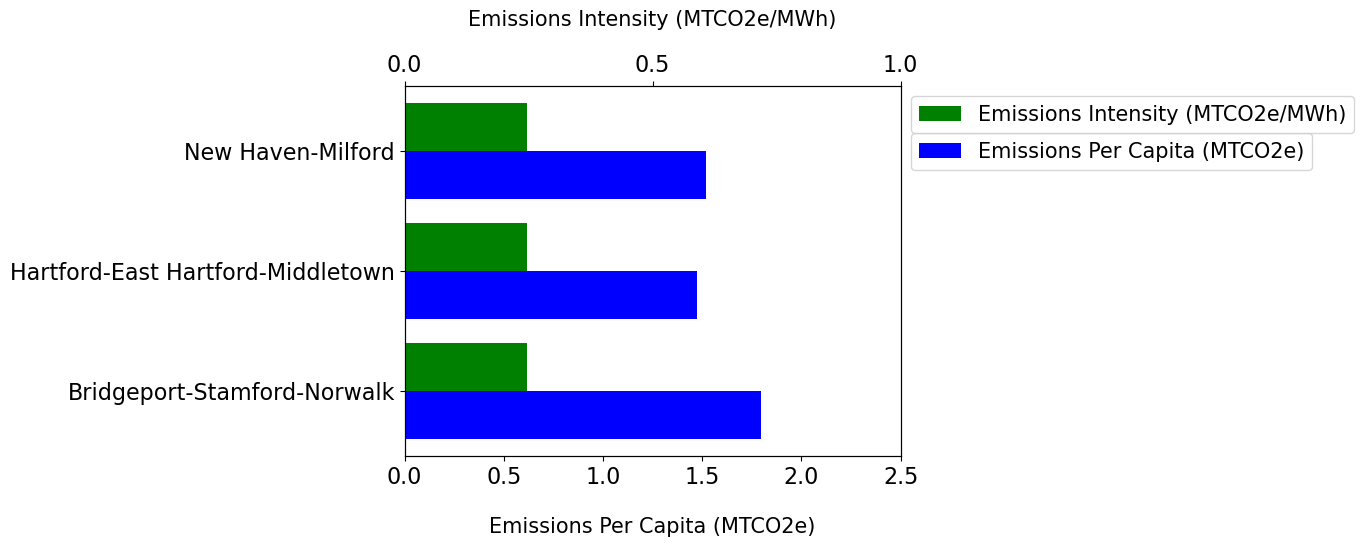 Emissions Intensity (MTCO2e/MWh)
0.0 0.5 1.0
Emissions Intensity (MTCO2e/MWh)
Emissions Per Capita (MTCO2e)
New Haven-Milford
Hartford-East Hartford-Middletown
Bridgeport-Stamford-Norwalk
0.0 0.5 1.0 1.5 2.0 2.5
Emissions Per Capita (MTCO2e)